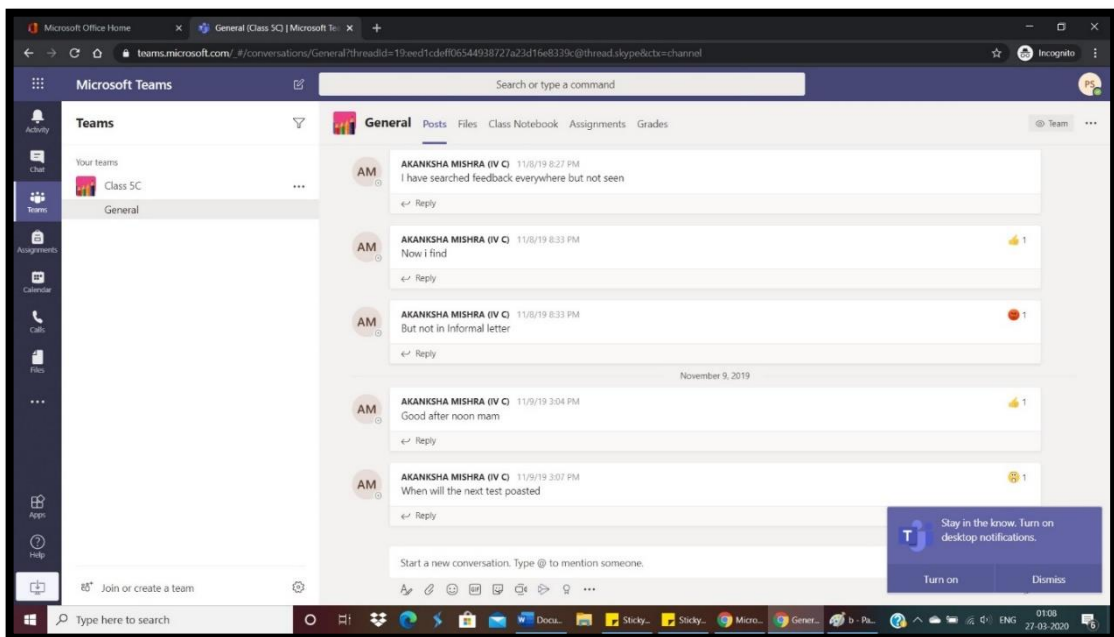 Microsoft Office Home
General (Class 5C) | Microsoft Te
teams.microsoft.com/_#/conversations/General?threadId=19:eed1cdeff06544938727a23d16e8339c@thread.skype&ctx=channel
Incognito
Microsoft Teams
Search or type a command
PS
Activity
Chat
Teams
Assignments
Calendar
Calls
Files
Apps
Help
Teams
Your teams
Class 5C
General
Join or create a team
General Posts Files Class Notebook Assignments Grades
Team
AM
AKANKSHA MISHRA (IV C) 11/8/19 8:27 PM
I have searched feedback everywhere but not seen
Reply
AM
AKANKSHA MISHRA (IV C) 11/8/19 8:33 PM
1
Now i find
Reply
AM
AKANKSHA MISHRA (IV C) 11/8/19 8:33 PM
1
But not in Informal letter
Reply
November 9, 2019
AM
AKANKSHA MISHRA (IV C) 11/9/19 3:04 PM
1
Good after noon mam
Reply
AM
AKANKSHA MISHRA (IV C) 11/9/19 3:07 PM
1
When will the next test poasted
Reply
Start a new conversation. Type @ to mention someone.
GIF
T
Stay in the know. Turn on
desktop notifications.
Turn on Dismiss
Type here to search
Docu...
Sticky...
Sticky...
Micro...
Gener...
b - Pa...
ENG
01:08
27-03-2020